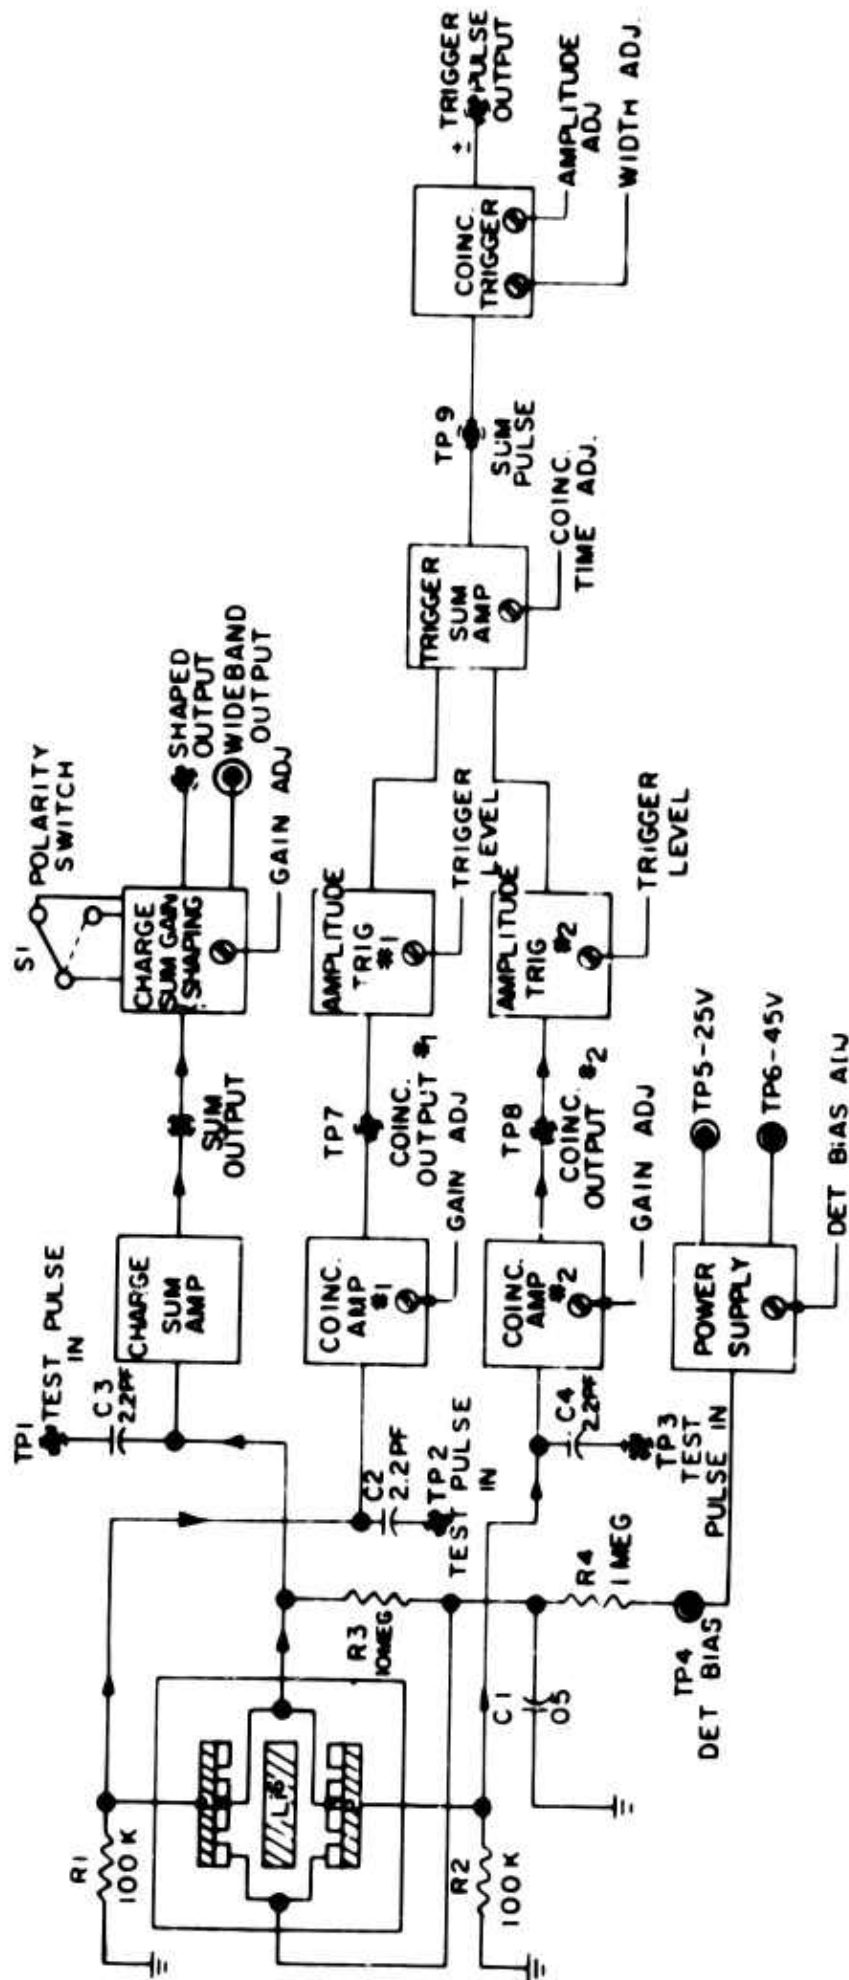 R1
100 K
Li6
R2
100 K
R3
10MEG
C1
05
R4
1 MEG
TP4
DET BIAS
TP1
TEST PULSE
IN
C3
2.2PF
C2
2.2PF
TP2
TEST PULSE
IN
C4
2.2PF
TP3
TEST
PULSE IN
CHARGE
SUM
AMP
SUM
OUTPUT
S1
POLARITY
SWITCH
CHARGE
SUM GAIN
SHAPING
SHAPED
OUTPUT
WIDEBAND
OUTPUT
GAIN ADJ
COINC.
AMP
#1
GAIN ADJ
TP7
COINC.
OUTPUT #1
AMPLITUDE
TRIG
#1
TRIGGER
LEVEL
COINC.
AMP
#2
GAIN ADJ
TP8
COINC.
OUTPUT #2
AMPLITUDE
TRIG #2
TRIGGER
LEVEL
POWER
SUPPLY
TP5-25V
TP6-45V
DET BIAS ADJ
TRIGGER
SUM
AMP
COINC.
TIME ADJ.
TP 9
SUM
PULSE
COINC.
TRIGGER
± TRIGGER
PULSE
OUTPUT
AMPLITUDE
ADJ
WIDTH ADJ.